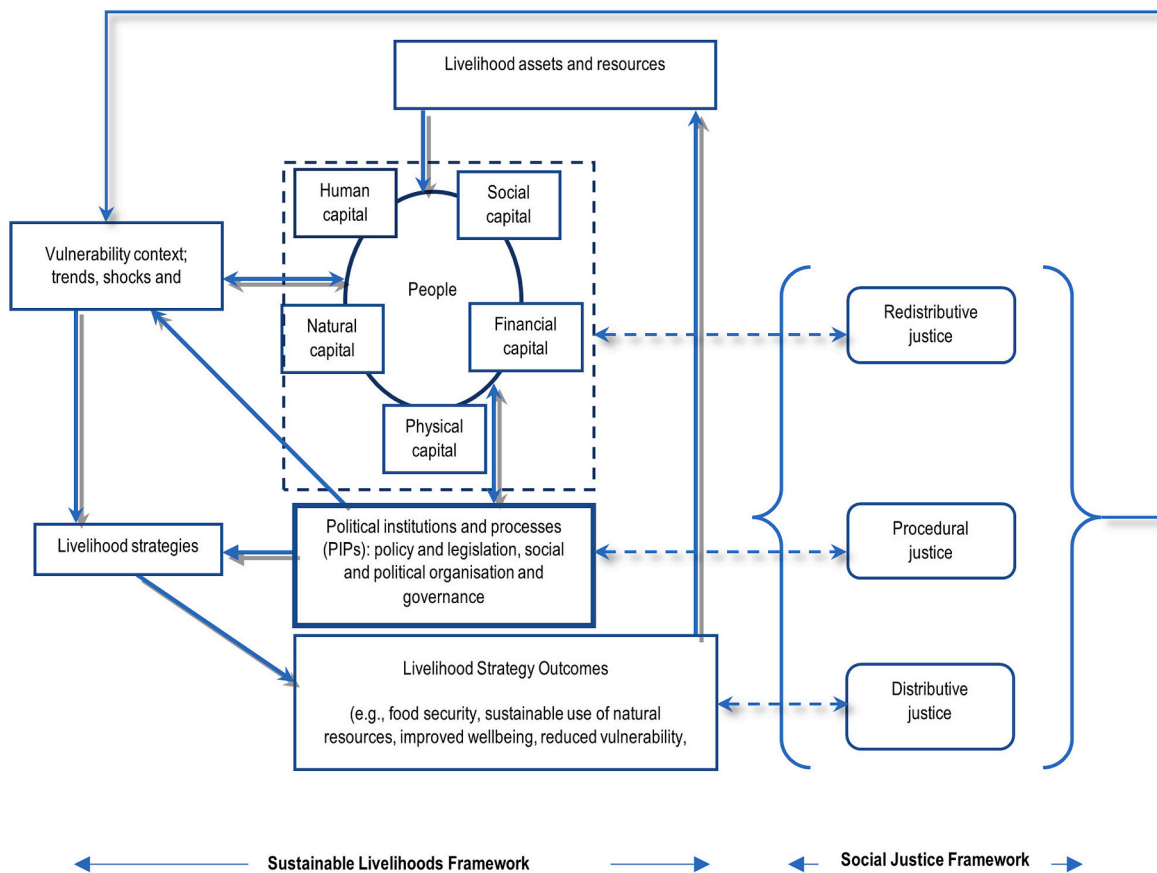 Livelihood assets and resources
Human
capital
Social
capital
Vulnerability context;
trends, shocks and
People
Natural
capital
Financial
capital
Redistributive
justice
Physical
capital
Political institutions and processes
(PIPs): policy and legislation, social
and political organisation and
governance
Livelihood strategies
Procedural
justice
Livelihood Strategy Outcomes
(e.g., food security, sustainable use of natural
resources, improved wellbeing, reduced vulnerability,
Distributive
justice
Sustainable Livelihoods Framework
Social Justice Framework